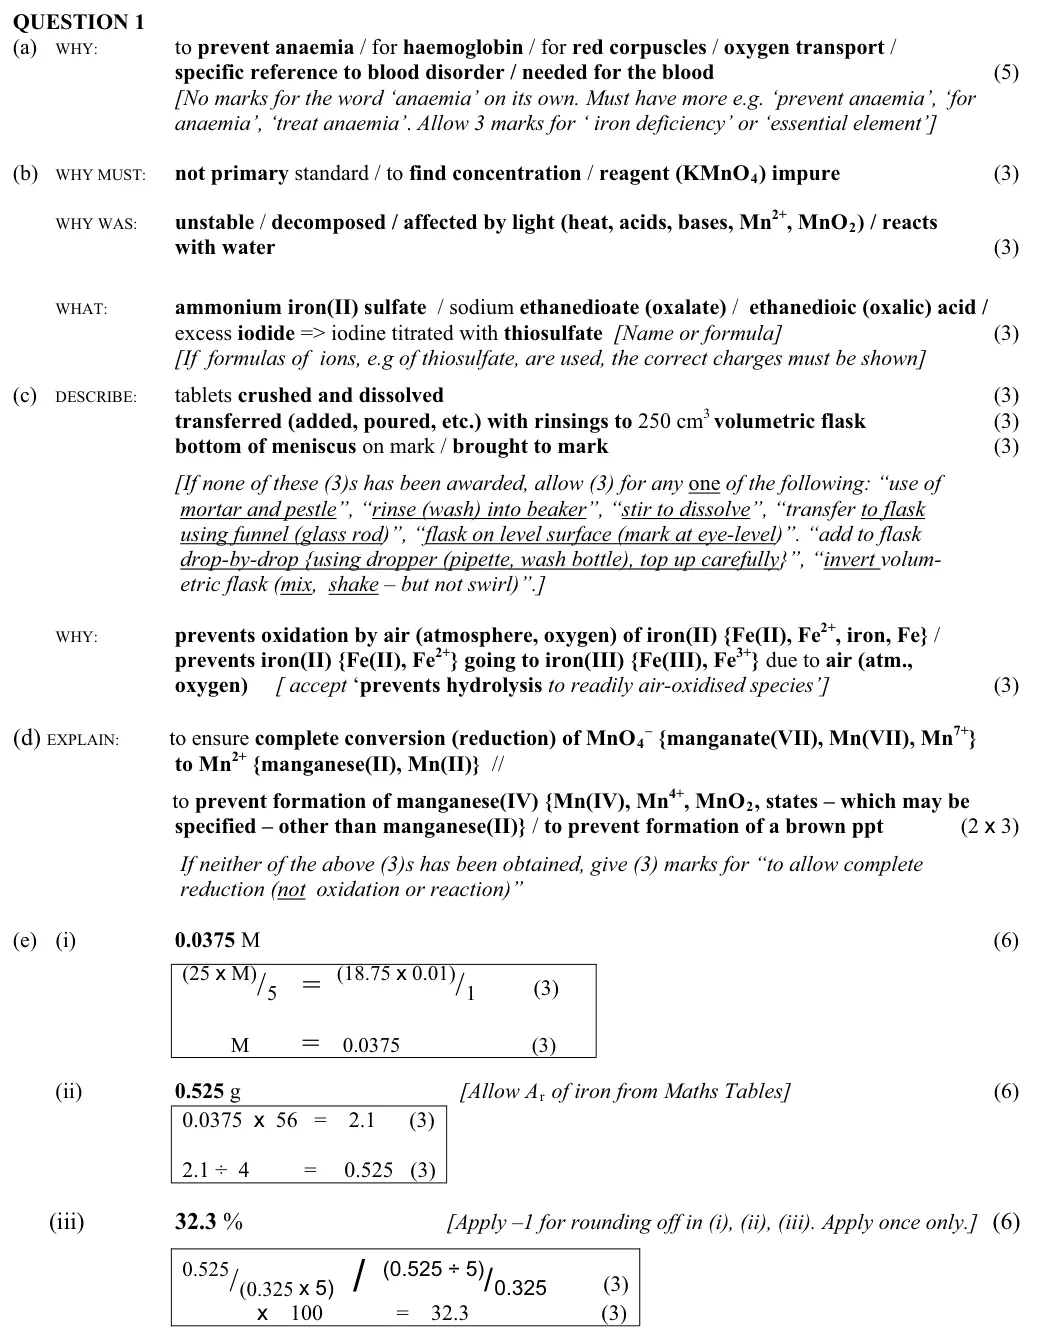 QUESTION 1
(a) WHY: to prevent anaemia / for haemoglobin / for red corpuscles / oxygen transport /
specific reference to blood disorder / needed for the blood (5)
[No marks for the word ‘anaemia’ on its own. Must have more e.g. ‘prevent anaemia’, ‘for
anaemia’, ‘treat anaemia’. Allow 3 marks for ‘ iron deficiency’ or ‘essential element’]
(b) WHY MUST: not primary standard / to find concentration / reagent (KMnO₄) impure (3)
WHY WAS: unstable / decomposed / affected by light (heat, acids, bases, Mn²⁺, MnO₂) / reacts
with water (3)
WHAT: ammonium iron(II) sulfate / sodium ethanedioate (oxalate) / ethanedioic (oxalic) acid /
excess iodide => iodine titrated with thiosulfate [Name or formula] (3)
[If formulas of ions, e.g of thiosulfate, are used, the correct charges must be shown]
(c) DESCRIBE: tablets crushed and dissolved (3)
transferred (added, poured, etc.) with rinsings to 250 cm³ volumetric flask (3)
bottom of meniscus on mark / brought to mark (3)
[If none of these (3)s has been awarded, allow (3) for any one of the following: “use of
mortar and pestle”, “rinse (wash) into beaker”, “stir to dissolve”, “transfer to flask
using funnel (glass rod)”, “flask on level surface (mark at eye-level)”. “add to flask
drop-by-drop {using dropper (pipette, wash bottle), top up carefully}”, “invert volum-
etric flask (mix, shake – but not swirl)”.]
WHY: prevents oxidation by air (atmosphere, oxygen) of iron(II) {Fe(II), Fe²⁺, iron, Fe} /
prevents iron(II) {Fe(II), Fe²⁺} going to iron(III) {Fe(III), Fe³⁺} due to air (atm.,
oxygen) [ accept ‘prevents hydrolysis to readily air-oxidised species’] (3)
(d) EXPLAIN: to ensure complete conversion (reduction) of MnO₄⁻ {manganate(VII), Mn(VII), Mn⁷⁺}
to Mn²⁺ {manganese(II), Mn(II)} //
to prevent formation of manganese(IV) {Mn(IV), Mn⁴⁺, MnO₂, states – which may be
specified – other than manganese(II)} / to prevent formation of a brown ppt (2 x 3)
If neither of the above (3)s has been obtained, give (3) marks for “to allow complete
reduction (not oxidation or reaction)”
(e) (i) 0.0375 M (6)
(25 x M)/5 = (18.75 x 0.01)/1 (3)
M = 0.0375 (3)
(ii) 0.525 g [Allow Aᵣ of iron from Maths Tables] (6)
0.0375 x 56 = 2.1 (3)
2.1 ÷ 4 = 0.525 (3)
(iii) 32.3 % [Apply –1 for rounding off in (i), (ii), (iii). Apply once only.] (6)
0.525/(0.325 x 5) / (0.525 ÷ 5)/0.325 (3)
x 100 = 32.3 (3)